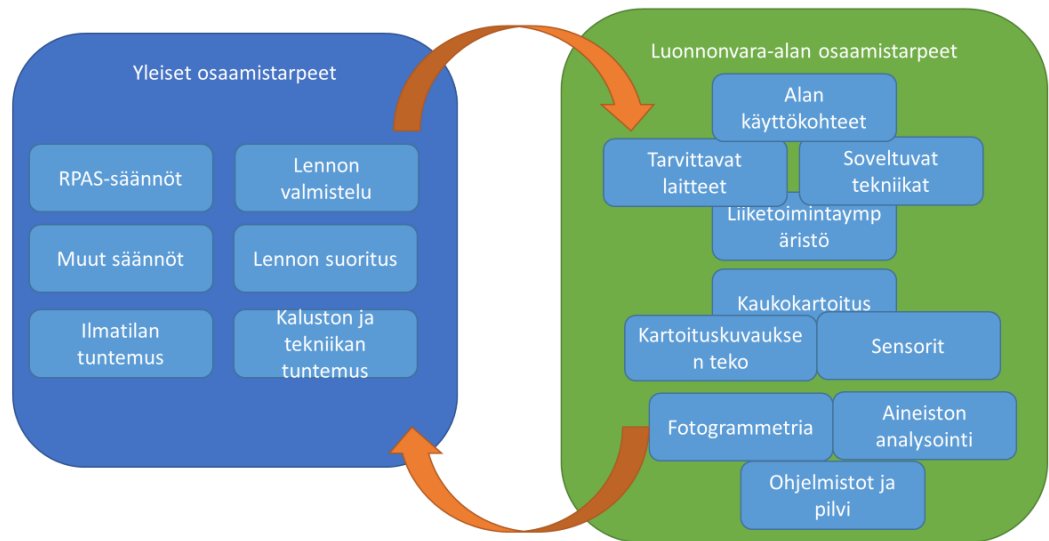 Yleiset osaamistarpeet
RPAS-säännöt
Lennon
valmistelu
Muut säännöt
Lennon suoritus
Ilmatilan
tuntemus
Kaluston ja
tekniikan
tuntemus
Luonnonvara-alan osaamistarpeet
Alan
käyttökohteet
Tarvittavat
laitteet
Soveltuvat
tekniikat
Liiketoimintaymp
äristö
Kaukokartoitus
Kartoituskuvaukse
n teko
Sensorit
Fotogrammetria
Aineiston
analysointi
Ohjelmistot ja
pilvi